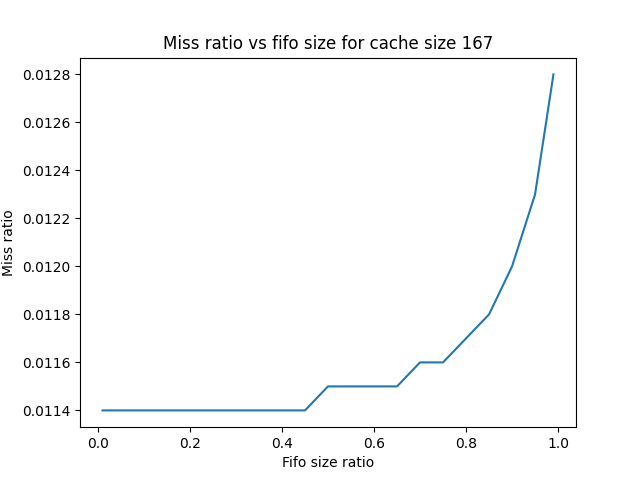 Miss ratio vs fifo size for cache size 167
0.0128
0.0126
0.0124
0.0122
0.0120
0.0118
0.0116
0.0114
Miss ratio
0.0 0.2 0.4 0.6 0.8 1.0
Fifo size ratio